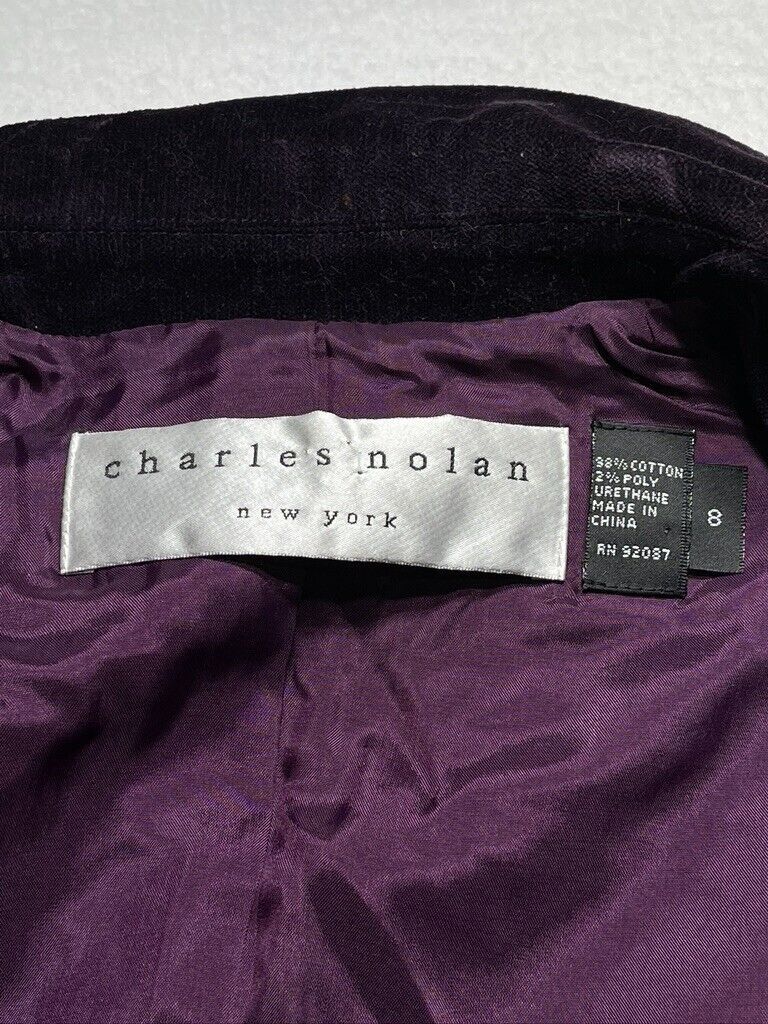 charles nolan
new york
98% COTTON
2% POLY
URETHANE
MADE IN
CHINA
RN 92087
8